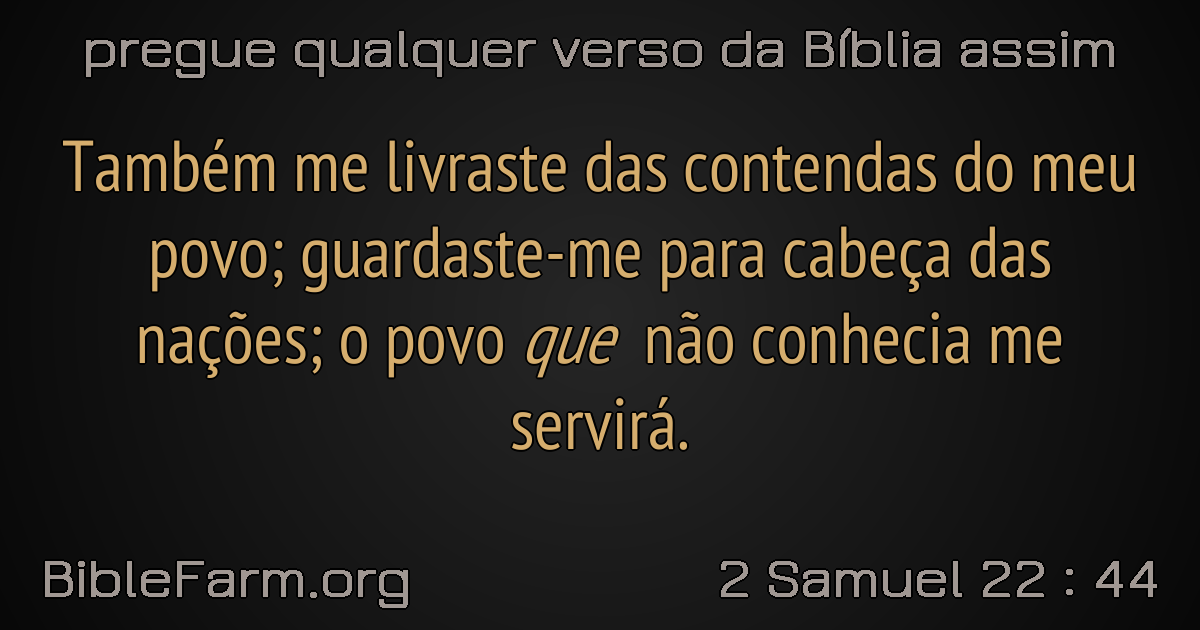 pregue qualquer verso da Bíblia assim
Também me livraste das contendas do meu
povo; guardaste-me para cabeça das
nações; o povo que não conhecia me
servirá.
BibleFarm.org
2 Samuel 22 : 44